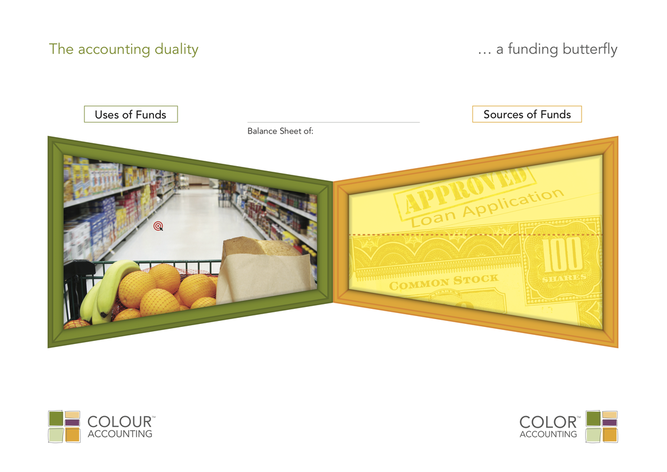 The accounting duality
… a funding butterfly
Uses of Funds
Sources of Funds
Balance Sheet of:
APPROVED
Loan Application
100
SHARES
COMMON STOCK
COLOUR™
ACCOUNTING
COLOR™
ACCOUNTING